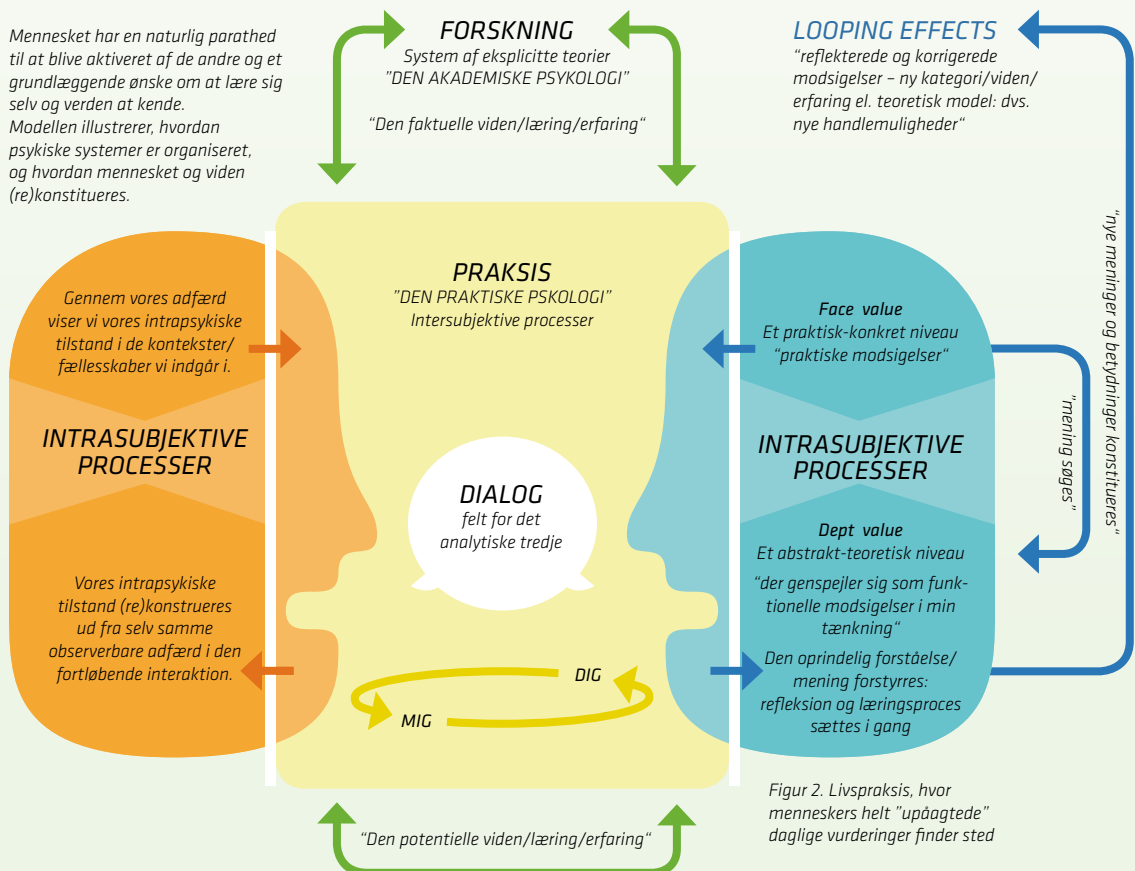 Mennesket har en naturlig parathed
til at blive aktiveret af de andre og et
grundlæggende ønske om at lære sig
selv og verden at kende.
Modellen illustrerer, hvordan
psykiske systemer er organiseret,
og hvordan mennesket og viden
(re)konstitueres.
FORSKNING
System af eksplicitte teorier
"DEN AKADEMISKE PSYKOLOGI"
“Den faktuelle viden/læring/erfaring“
LOOPING EFFECTS
“reflekterede og korrigerede
modsigelser – ny kategori/viden/
erfaring el. teoretisk model: dvs.
nye handlemuligheder“
Gennem vores adfærd
viser vi vores intrapsykiske
tilstand i de kontekster/
fællesskaber vi indgår i.
INTRASUBJEKTIVE
PROCESSER
Vores intrapsykiske
tilstand (re)konstrueres
ud fra selv samme
observerbare adfærd i den
fortløbende interaktion.
PRAKSIS
"DEN PRAKTISKE PSKOLOGI"
Intersubjektive processer
DIALOG
felt for det
analytiske tredje
DIG
MIG
Face value
Et praktisk-konkret niveau
“praktiske modsigelser“
INTRASUBJEKTIVE
PROCESSER
Dept value
Et abstrakt-teoretisk niveau
“der genspejler sig som funk-
tionelle modsigelser i min
tænkning“
Den oprindelig forståelse/
mening forstyrres:
refleksion og læringsproces
sættes i gang
"mening søges"
“nye meninger og betydninger konstitueres“
“Den potentielle viden/læring/erfaring“
Figur 2. Livspraksis, hvor
menneskers helt ”upåagtede”
daglige vurderinger finder sted